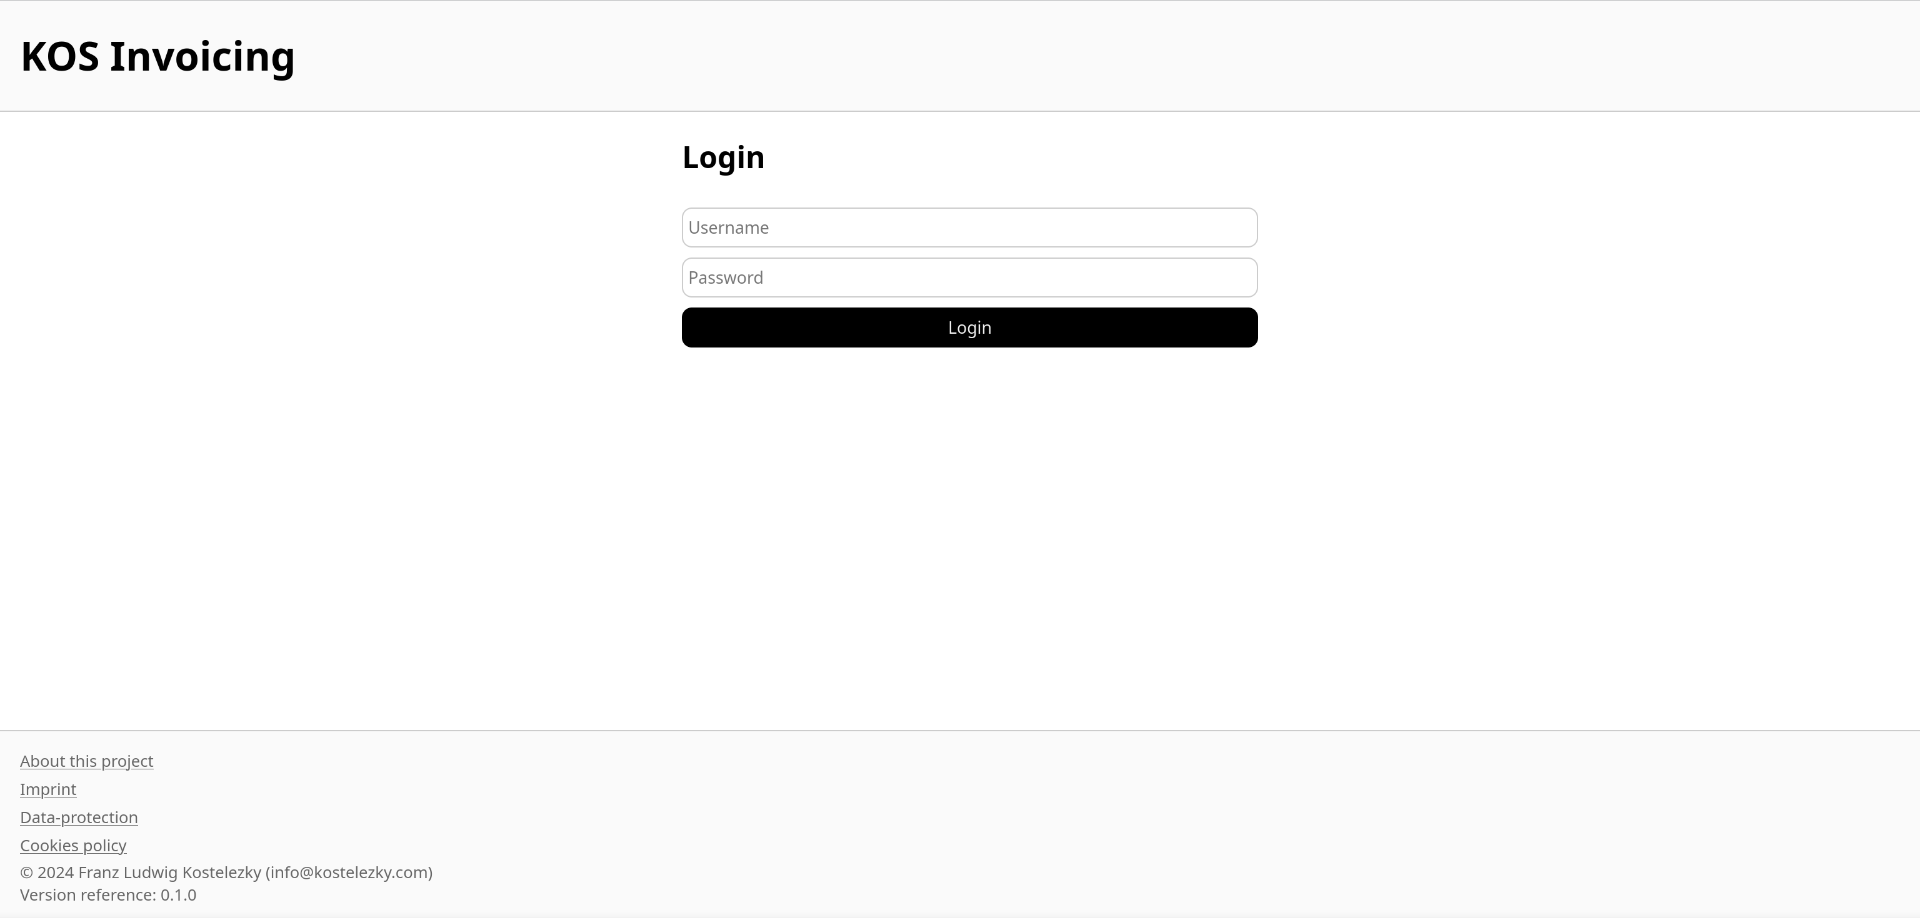 KOS Invoicing
Login
Username
Password
Login
About this project
Imprint
Data-protection
Cookies policy
© 2024 Franz Ludwig Kostelezky (info@kostelezky.com)
Version reference: 0.1.0